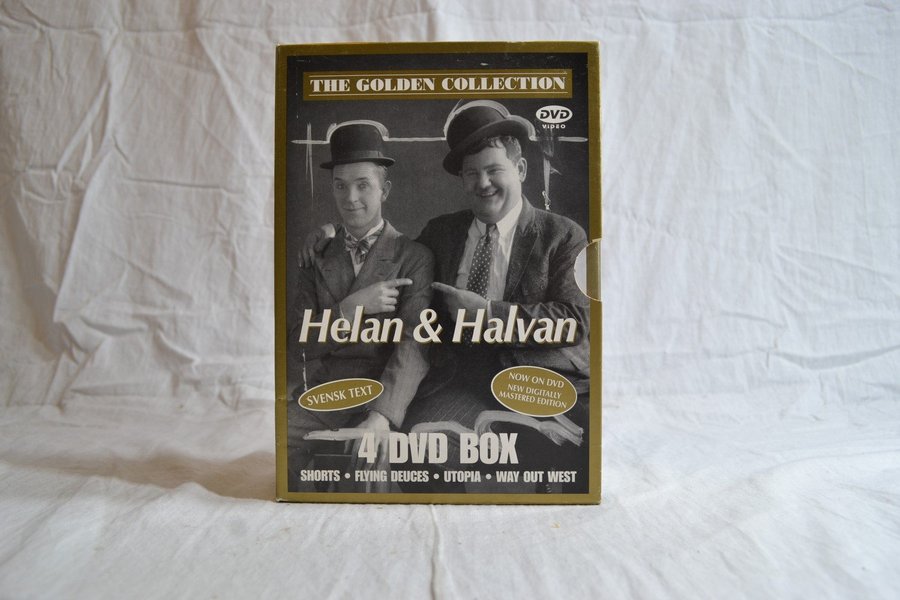 THE GOLDEN COLLECTION
DVD
VIDEO
Helan & Halvan
SVENSK TEXT
NOW ON DVD
NEW DIGITALLY
MASTERED EDITION
4 DVD BOX
SHORTS • FLYING DEUCES • UTOPIA • WAY OUT WEST